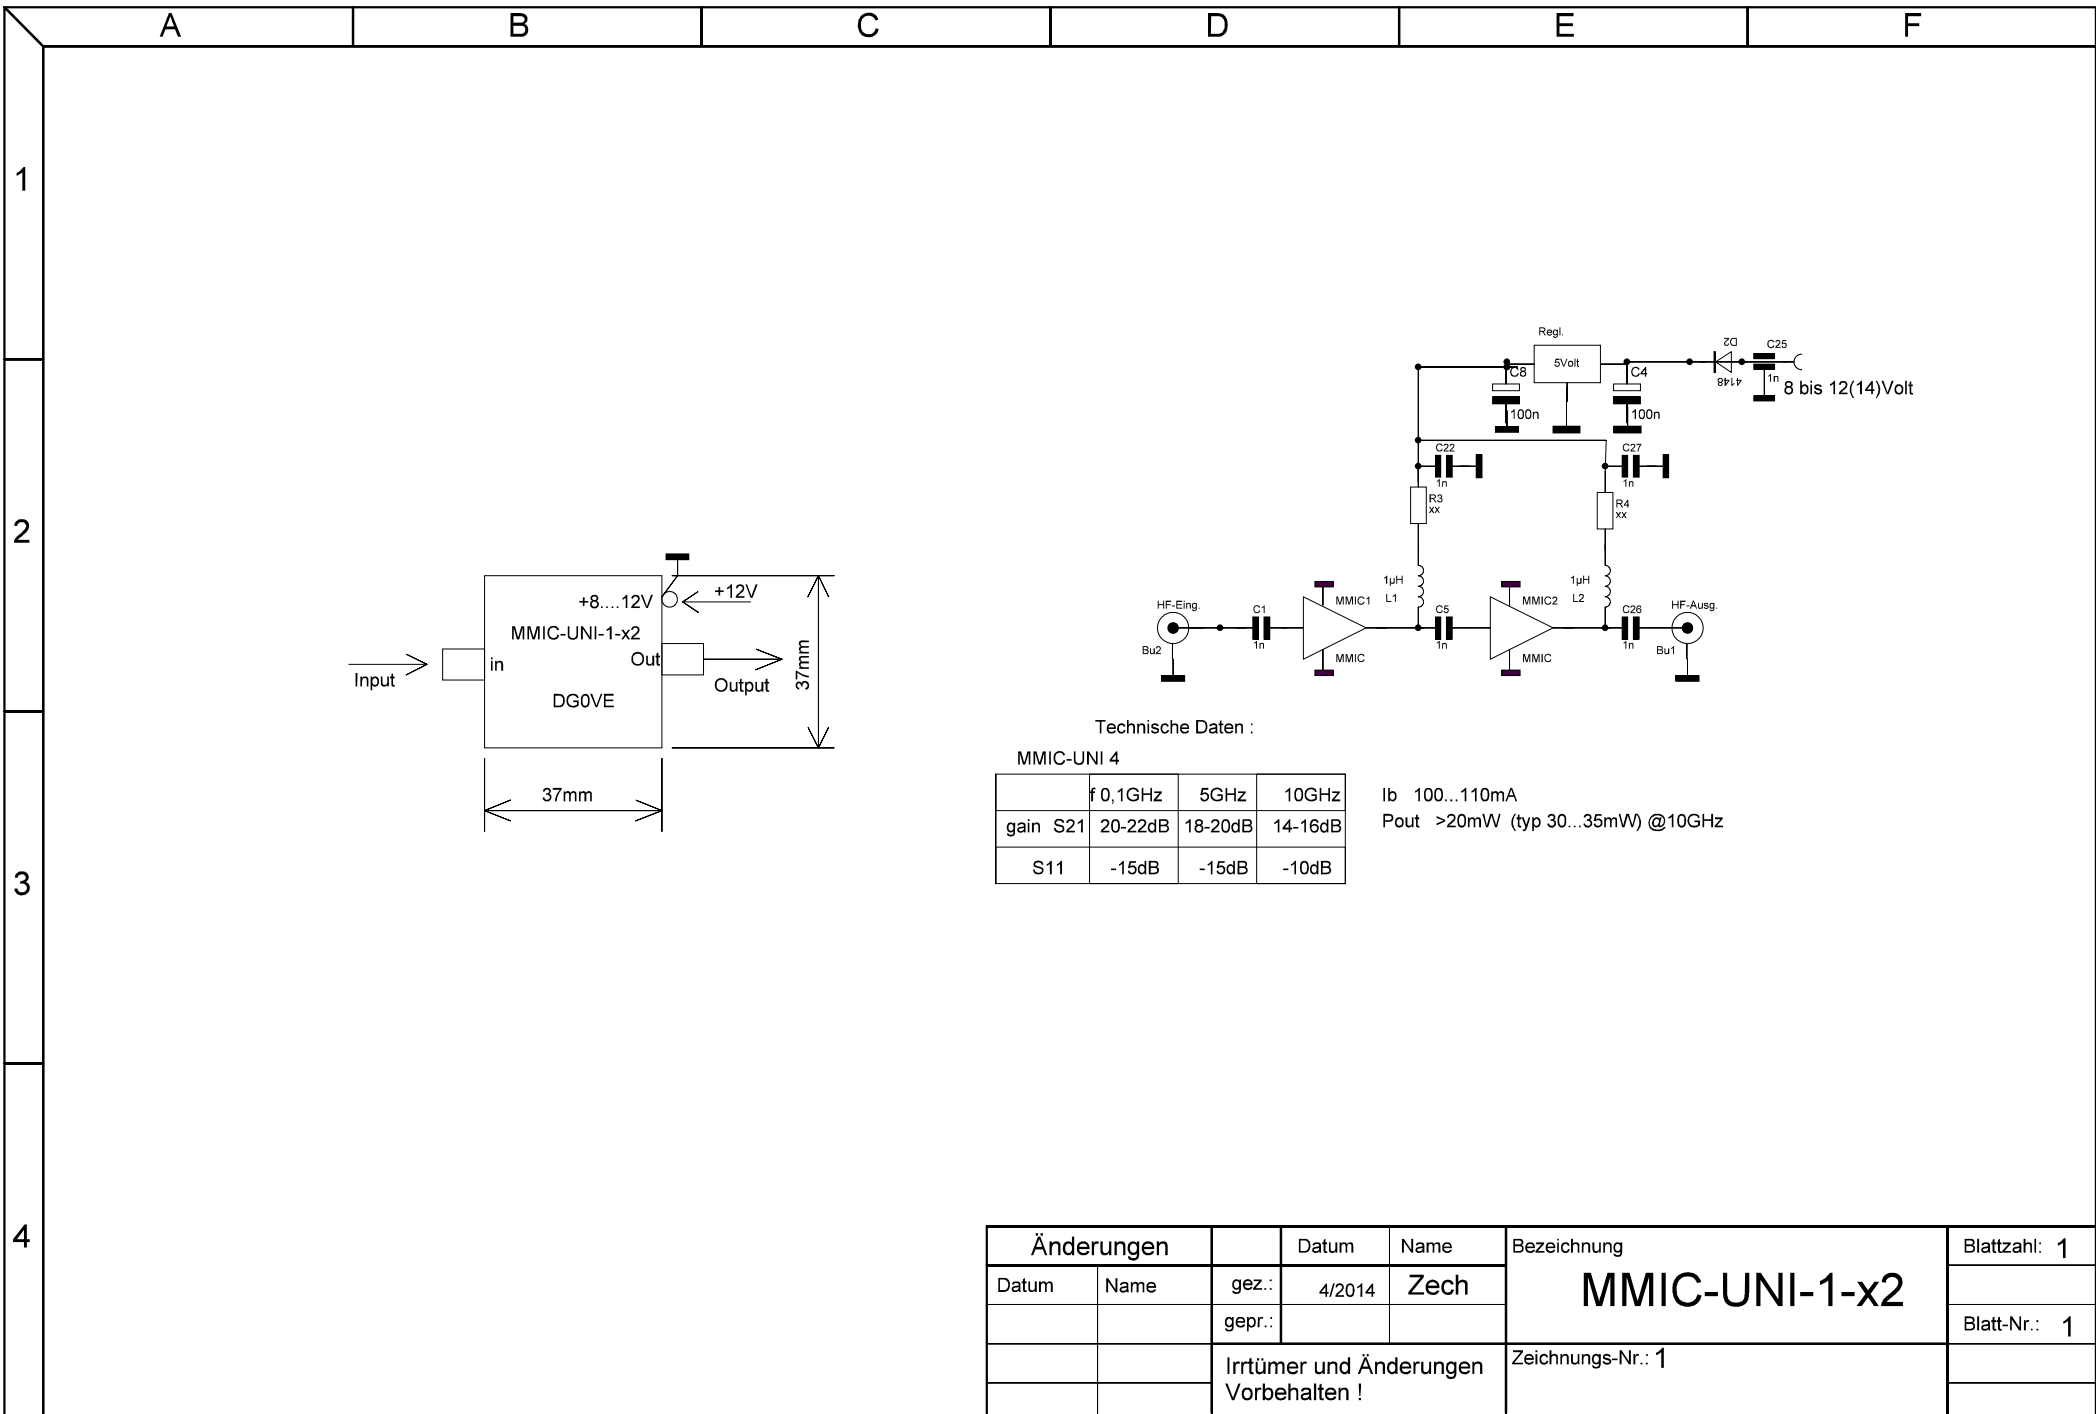 A B C D E F
1
2
3
4
+8....12V
+12V
MMIC-UNI-1-x2
in
Out
Input
Output
DG0VE
37mm
37mm
Regl.
5Volt
C8
100n
C4
100n
D2
4148
C25
1n
8 bis 12(14)Volt
C22
1n
C27
1n
R3
xx
R4
xx
1µH
L1
1µH
L2
HF-Eing.
Bu2
C1
1n
MMIC1
MMIC
C5
1n
MMIC2
MMIC
C26
1n
HF-Ausg.
Bu1
Technische Daten :
MMIC-UNI 4
f 0,1GHz 5GHz 10GHz
gain S21 20-22dB 18-20dB 14-16dB
S11 -15dB -15dB -10dB
Ib 100...110mA
Pout >20mW (typ 30...35mW) @10GHz
Änderungen Datum Name Bezeichnung Blattzahl: 1
Datum Name gez.: 4/2014 Zech MMIC-UNI-1-x2
gepr.: Blatt-Nr.: 1
Irrtümer und Änderungen
Vorbehalten !
Zeichnungs-Nr.: 1